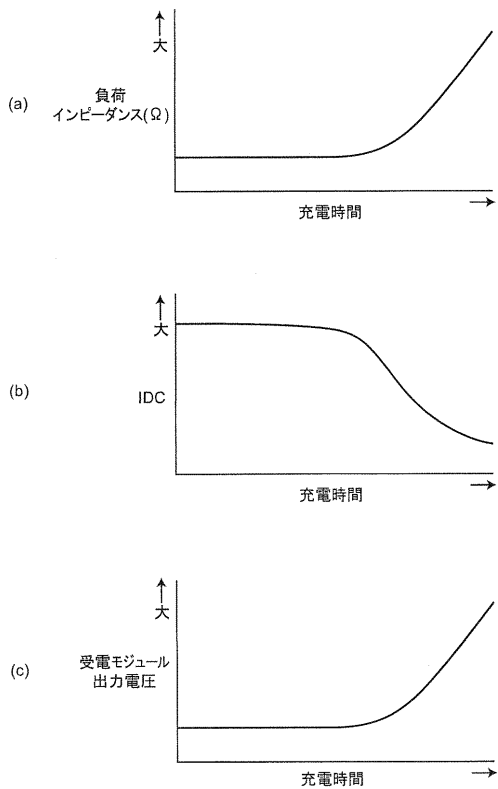 大
(a)
負荷
インピーダンス(Ω)
充電時間
大
(b)
IDC
充電時間
大
(c)
受電モジュール
出力電圧
充電時間